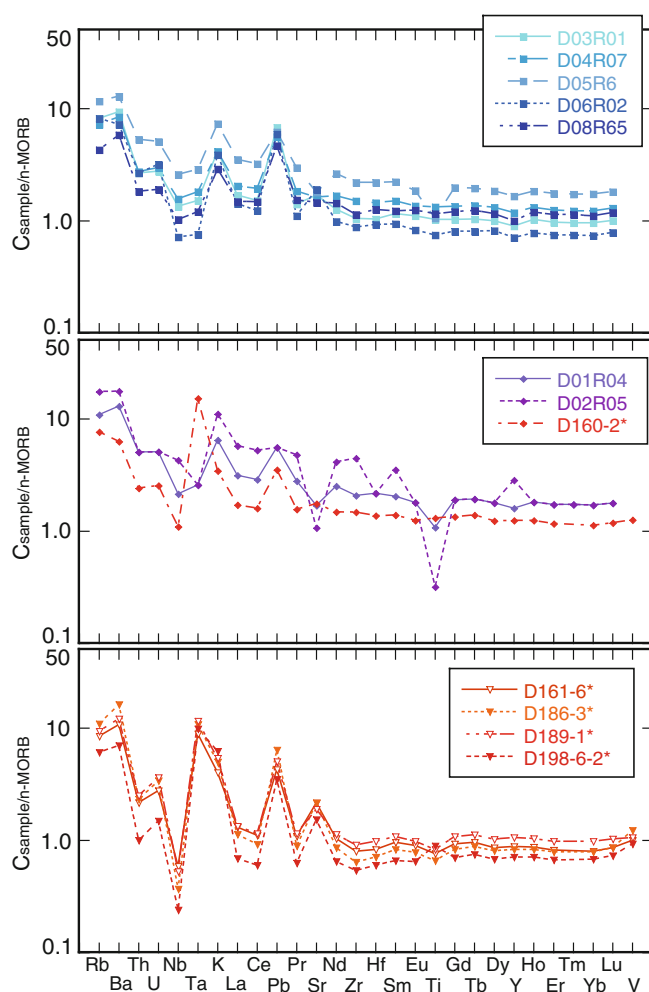 50
10
1.0
0.1
Csample/n-MORB
D03R01
D04R07
D05R6
D06R02
D08R65
50
10
1.0
0.1
Csample/n-MORB
D01R04
D02R05
D160-2*
50
10
1.0
0.1
Csample/n-MORB
D161-6*
D186-3*
D189-1*
D198-6-2*
Rb Th Nb K Ce Pr Nd Hf Eu Gd Dy Ho Tm Lu
Ba U Ta La Pb Sr Zr Sm Ti Tb Y Er Yb V